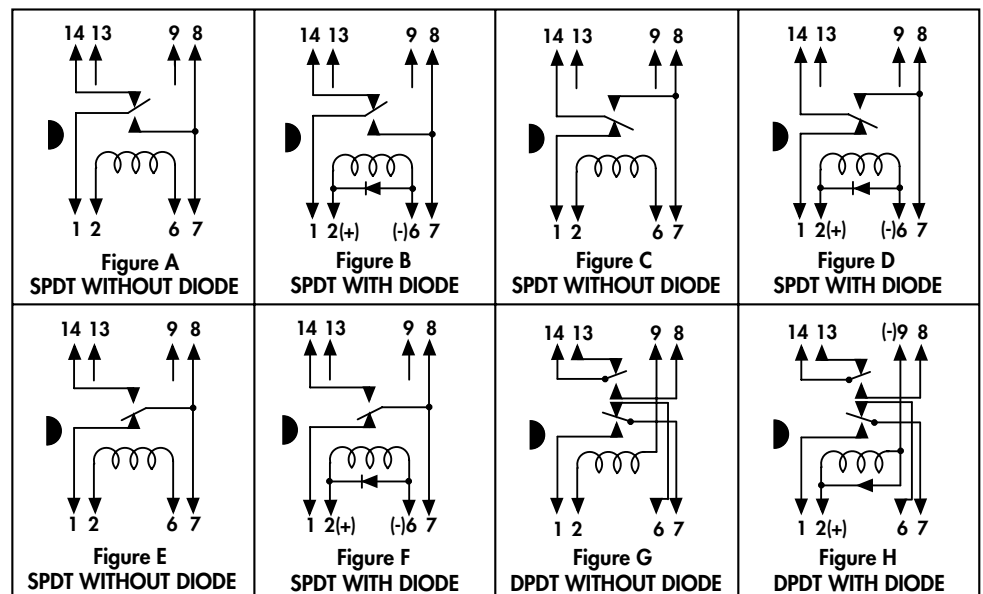 14 13 9 8
1 2 6 7
Figure A
SPDT WITHOUT DIODE
14 13 9 8
1 2(+) (-)6 7
Figure B
SPDT WITH DIODE
14 13 9 8
1 2 6 7
Figure C
SPDT WITHOUT DIODE
14 13 9 8
1 2(+) (-)6 7
Figure D
SPDT WITH DIODE
14 13 9 8
1 2 6 7
Figure E
SPDT WITHOUT DIODE
14 13 9 8
1 2(+) (-)6 7
Figure F
SPDT WITH DIODE
14 13 9 8
1 2 6 7
Figure G
DPDT WITHOUT DIODE
14 13 (-)9 8
1 2(+) 6 7
Figure H
DPDT WITH DIODE